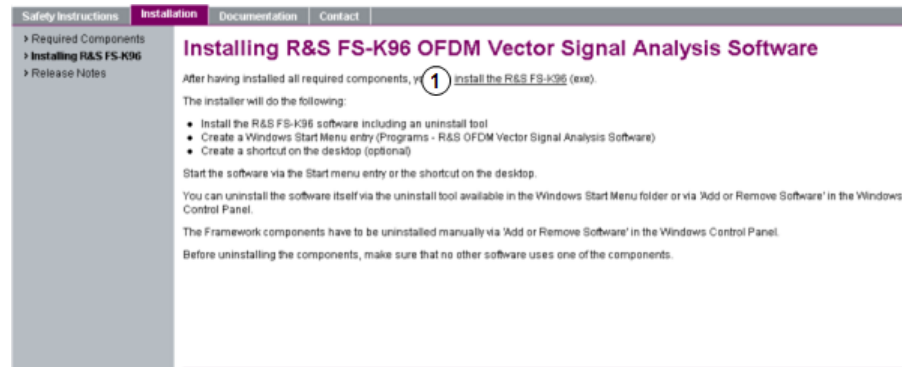 Safety Instructions Installation Documentation Contact
› Required Components
› Installing R&S FS-K96
› Release Notes
Installing R&S FS-K96 OFDM Vector Signal Analysis Software
After having installed all required components, y 1 install the R&S FS-K96 (exe).
The installer will do the following:
• Install the R&S FS-K96 software including an uninstall tool
• Create a Windows Start Menu entry (Programs - R&S OFDM Vector Signal Analysis Software)
• Create a shortcut on the desktop (optional)
Start the software via the Start menu entry or the shortcut on the desktop.
You can uninstall the software itself via the uninstall tool available in the Windows Start Menu folder or via 'Add or Remove Software' in the Windows
Control Panel.
The Framework components have to be uninstalled manually via 'Add or Remove Software' in the Windows Control Panel.
Before uninstalling the components, make sure that no other software uses one of the components.